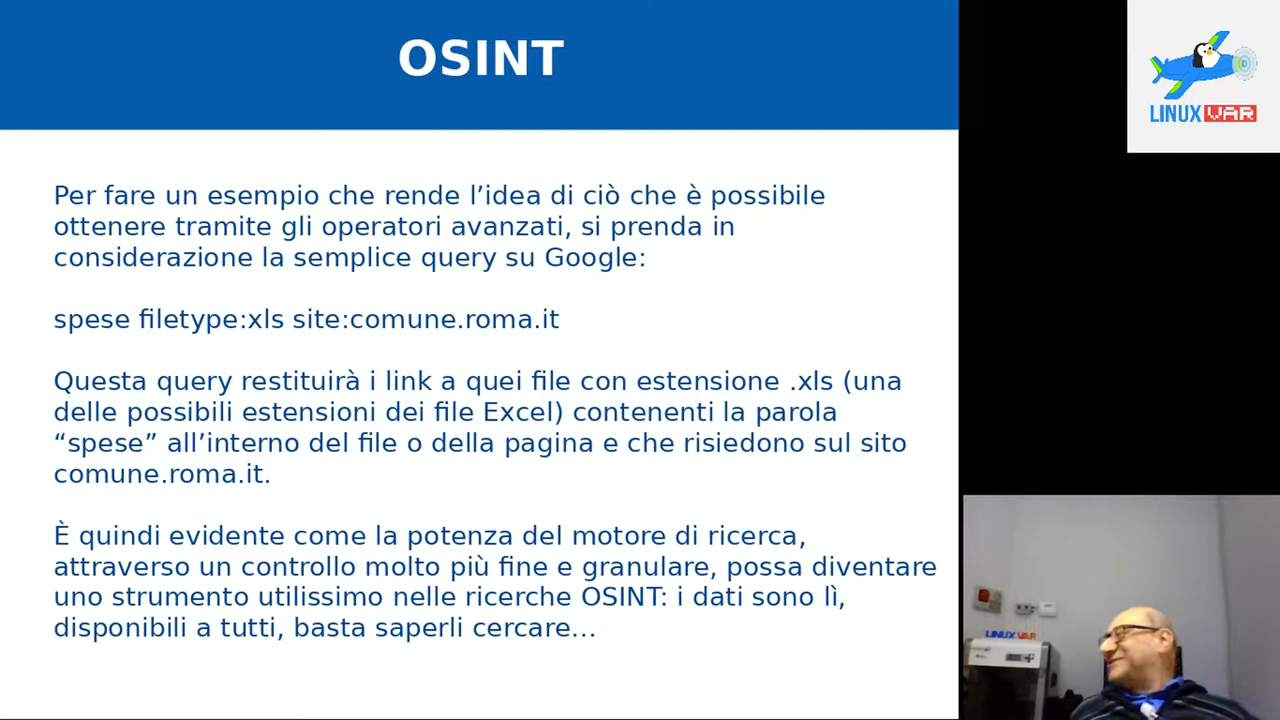 OSINT
Per fare un esempio che rende l’idea di ciò che è possibile
ottenere tramite gli operatori avanzati, si prenda in
considerazione la semplice query su Google:
spese filetype:xls site:comune.roma.it
Questa query restituirà i link a quei file con estensione .xls (una
delle possibili estensioni dei file Excel) contenenti la parola
“spese” all’interno del file o della pagina e che risiedono sul sito
comune.roma.it.
È quindi evidente come la potenza del motore di ricerca,
attraverso un controllo molto più fine e granulare, possa diventare
uno strumento utilissimo nelle ricerche OSINT: i dati sono lì,
disponibili a tutti, basta saperli cercare...
LINUX VAR
LINUX VAR